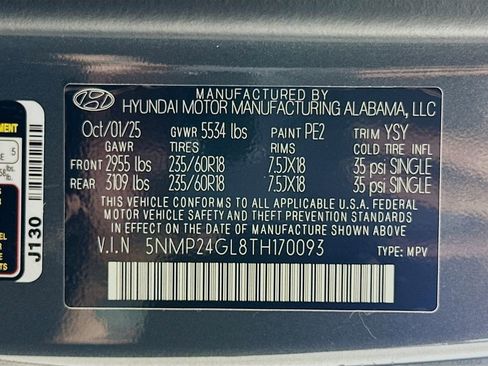 MANUFACTURED BY
HYUNDAI MOTOR MANUFACTURING ALABAMA, LLC
Oct/01/25 GVWR 5534 lbs PAINT PE2 TRIM YSY
GAWR TIRES RIMS COLD TIRE INFL
FRONT 2955 lbs 235/60R18 7.5JX18 35 psi SINGLE
REAR 3109 lbs 235/60R18 7.5JX18 35 psi SINGLE
THIS VEHICLE CONFORMS TO ALL APPLICABLE U.S.A. FEDERAL
MOTOR VEHICLE SAFETY AND THEFT PREVENTION STANDARDS
IN EFFECT ON THE DATE OF MANUFACTURE SHOWN ABOVE
V.I.N 5NMP24GL8TH170093 TYPE: MPV
J130